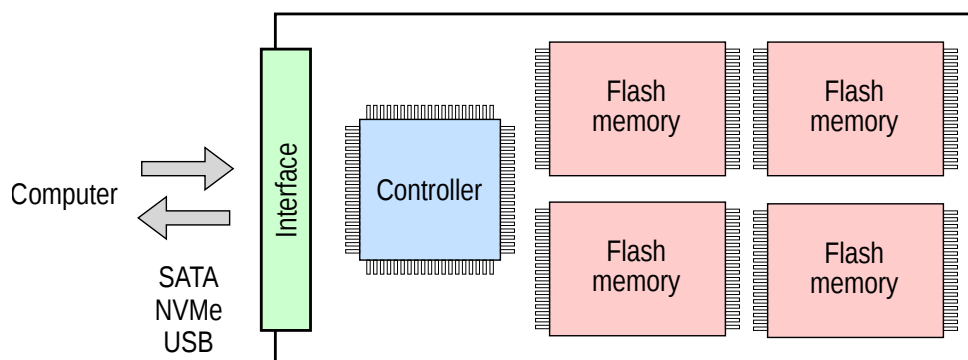 Computer
SATA
NVMe
USB
Interface
Controller
Flash
memory
Flash
memory
Flash
memory
Flash
memory